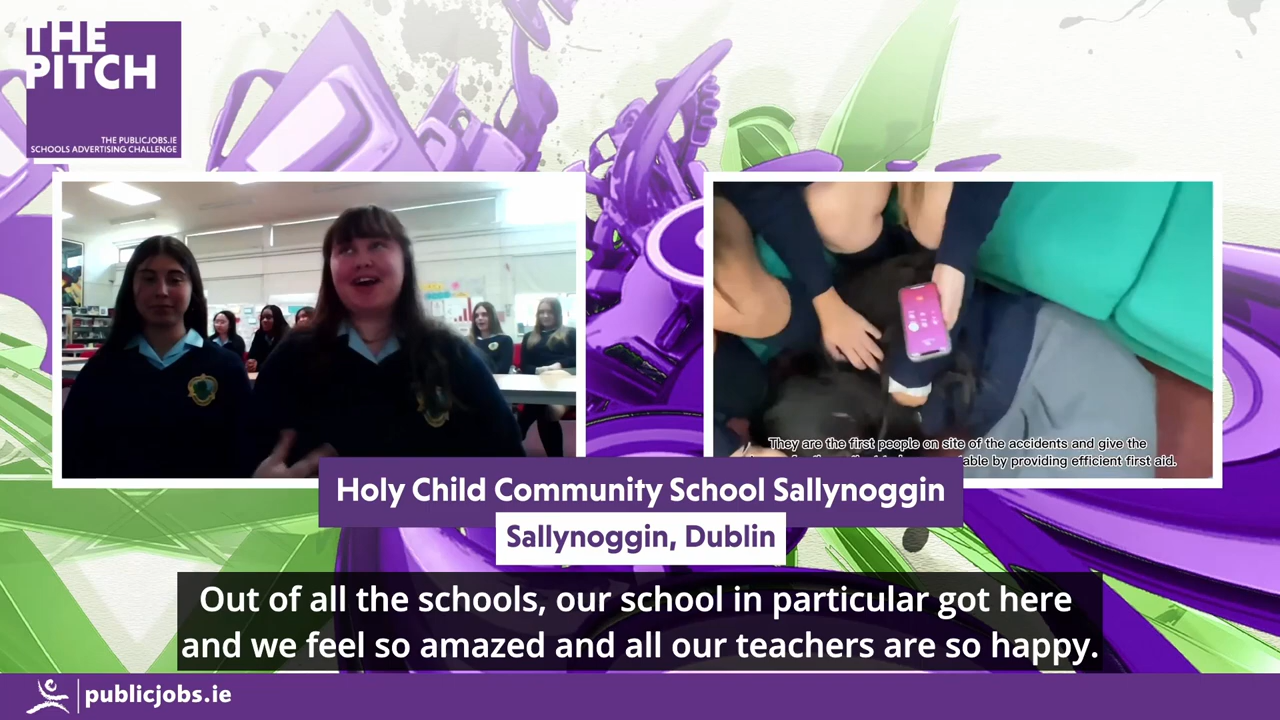 THE
PITCH
THE PUBLICJOBS.IE
SCHOOLS ADVERTISING CHALLENGE
They are the first people on site of the accidents and give the
by providing efficient first aid.
Holy Child Community School Sallynoggin
Sallynoggin, Dublin
Out of all the schools, our school in particular got here
and we feel so amazed and all our teachers are so happy.
publicjobs.ie